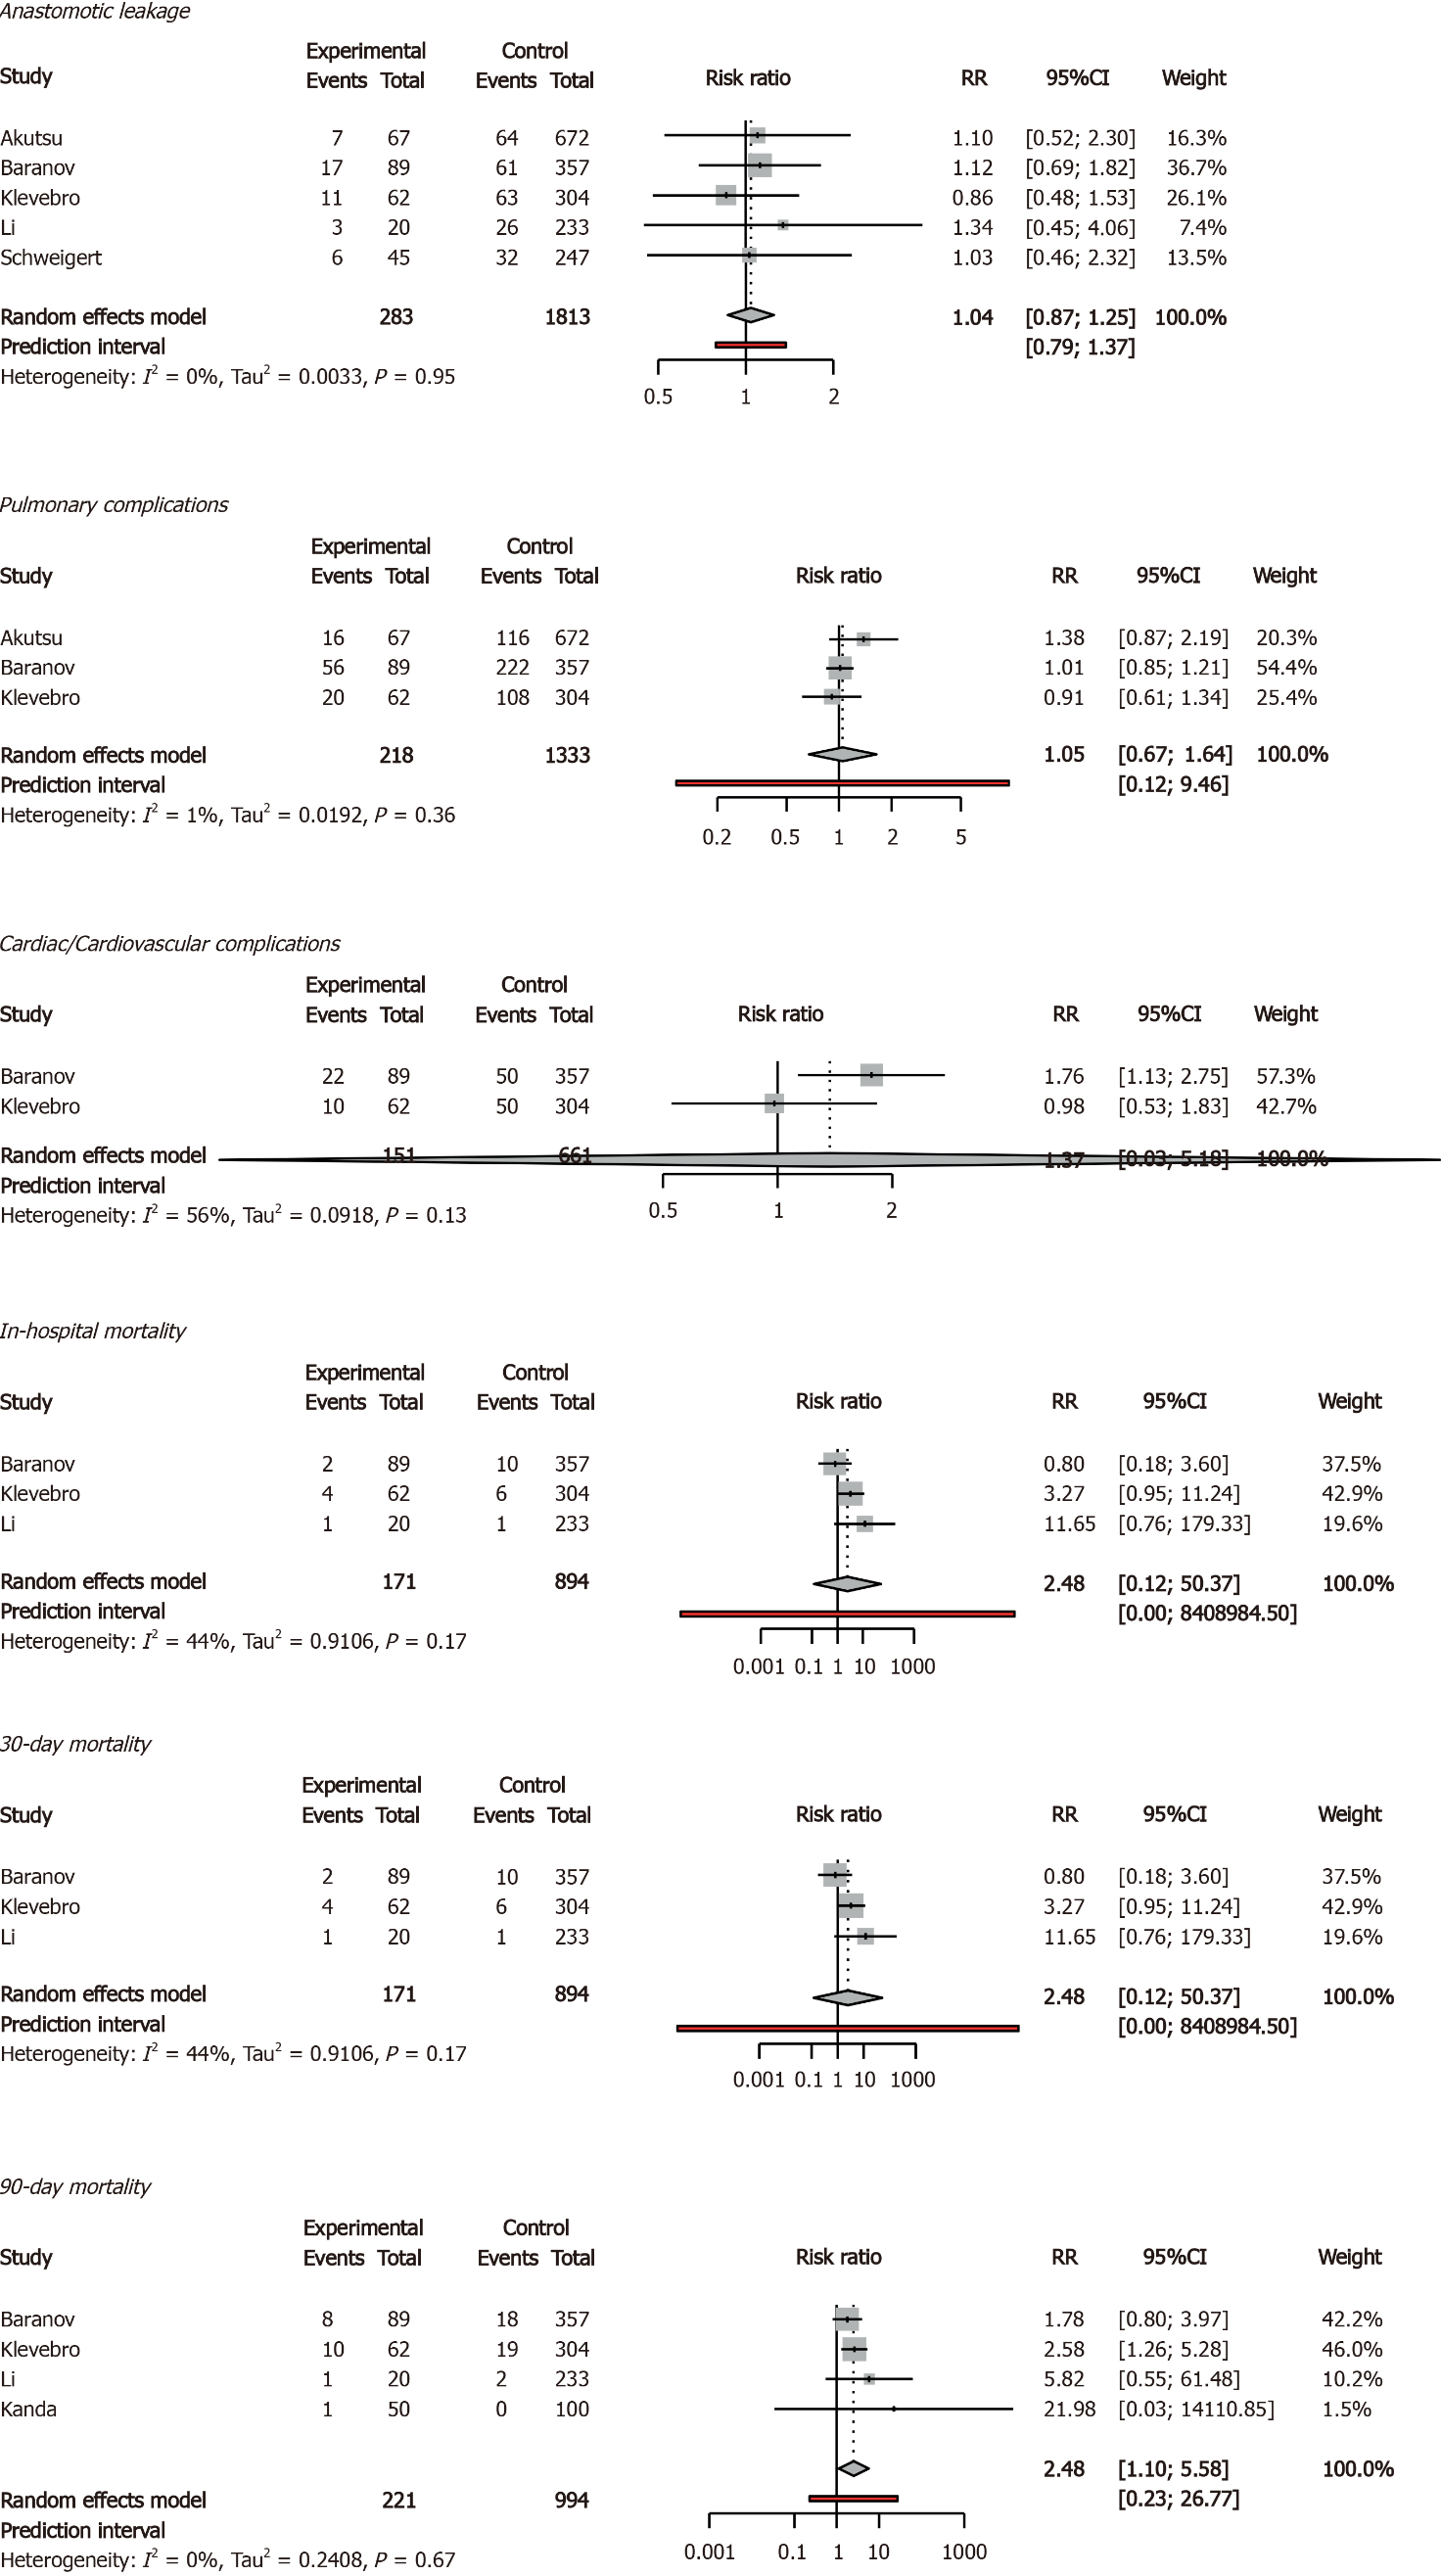 Anastomotic leakage
Experimental Control
Study Events Total Events Total Risk ratio RR 95%CI Weight
Akutsu 7 67 64 672 1.10 [0.52; 2.30] 16.3%
Baranov 17 89 61 357 1.12 [0.69; 1.82] 36.7%
Klevebro 11 62 63 304 0.86 [0.48; 1.53] 26.1%
Li 3 20 26 233 1.34 [0.45; 4.06] 7.4%
Schweigert 6 45 32 247 1.03 [0.46; 2.32] 13.5%
Random effects model 283 1813 1.04 [0.87; 1.25] 100.0%
Prediction interval [0.79; 1.37]
Heterogeneity: I² = 0%, Tau² = 0.0033, P = 0.95
0.5 1 2
Pulmonary complications
Experimental Control
Study Events Total Events Total Risk ratio RR 95%CI Weight
Akutsu 16 67 116 672 1.38 [0.87; 2.19] 20.3%
Baranov 56 89 222 357 1.01 [0.85; 1.21] 54.4%
Klevebro 20 62 108 304 0.91 [0.61; 1.34] 25.4%
Random effects model 218 1333 1.05 [0.67; 1.64] 100.0%
Prediction interval [0.12; 9.46]
Heterogeneity: I² = 1%, Tau² = 0.0192, P = 0.36
0.2 0.5 1 2 5
Cardiac/Cardiovascular complications
Experimental Control
Study Events Total Events Total Risk ratio RR 95%CI Weight
Baranov 22 89 50 357 1.76 [1.13; 2.75] 57.3%
Klevebro 10 62 50 304 0.98 [0.53; 1.83] 42.7%
Random effects model 151 661 1.37 [0.03; 5.18] 100.0%
Prediction interval
Heterogeneity: I² = 56%, Tau² = 0.0918, P = 0.13
0.5 1 2
In-hospital mortality
Experimental Control
Study Events Total Events Total Risk ratio RR 95%CI Weight
Baranov 2 89 10 357 0.80 [0.18; 3.60] 37.5%
Klevebro 4 62 6 304 3.27 [0.95; 11.24] 42.9%
Li 1 20 1 233 11.65 [0.76; 179.33] 19.6%
Random effects model 171 894 2.48 [0.12; 50.37] 100.0%
Prediction interval [0.00; 8408984.50]
Heterogeneity: I² = 44%, Tau² = 0.9106, P = 0.17
0.001 0.1 1 10 1000
30-day mortality
Experimental Control
Study Events Total Events Total Risk ratio RR 95%CI Weight
Baranov 2 89 10 357 0.80 [0.18; 3.60] 37.5%
Klevebro 4 62 6 304 3.27 [0.95; 11.24] 42.9%
Li 1 20 1 233 11.65 [0.76; 179.33] 19.6%
Random effects model 171 894 2.48 [0.12; 50.37] 100.0%
Prediction interval [0.00; 8408984.50]
Heterogeneity: I² = 44%, Tau² = 0.9106, P = 0.17
0.001 0.1 1 10 1000
90-day mortality
Experimental Control
Study Events Total Events Total Risk ratio RR 95%CI Weight
Baranov 8 89 18 357 1.78 [0.80; 3.97] 42.2%
Klevebro 10 62 19 304 2.58 [1.26; 5.28] 46.0%
Li 1 20 2 233 5.82 [0.55; 61.48] 10.2%
Kanda 1 50 0 100 21.98 [0.03; 14110.85] 1.5%
2.48 [1.10; 5.58] 100.0%
Random effects model 221 994 [0.23; 26.77]
Prediction interval
Heterogeneity: I² = 0%, Tau² = 0.2408, P = 0.67
0.001 0.1 1 10 1000